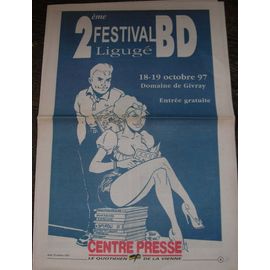 2ème FESTIVAL BD
Ligugé
18-19 octobre 97
Domaine de Givray
Entrée gratuite
CENTRE PRESSE
LE QUOTIDIEN DE LA VIENNE